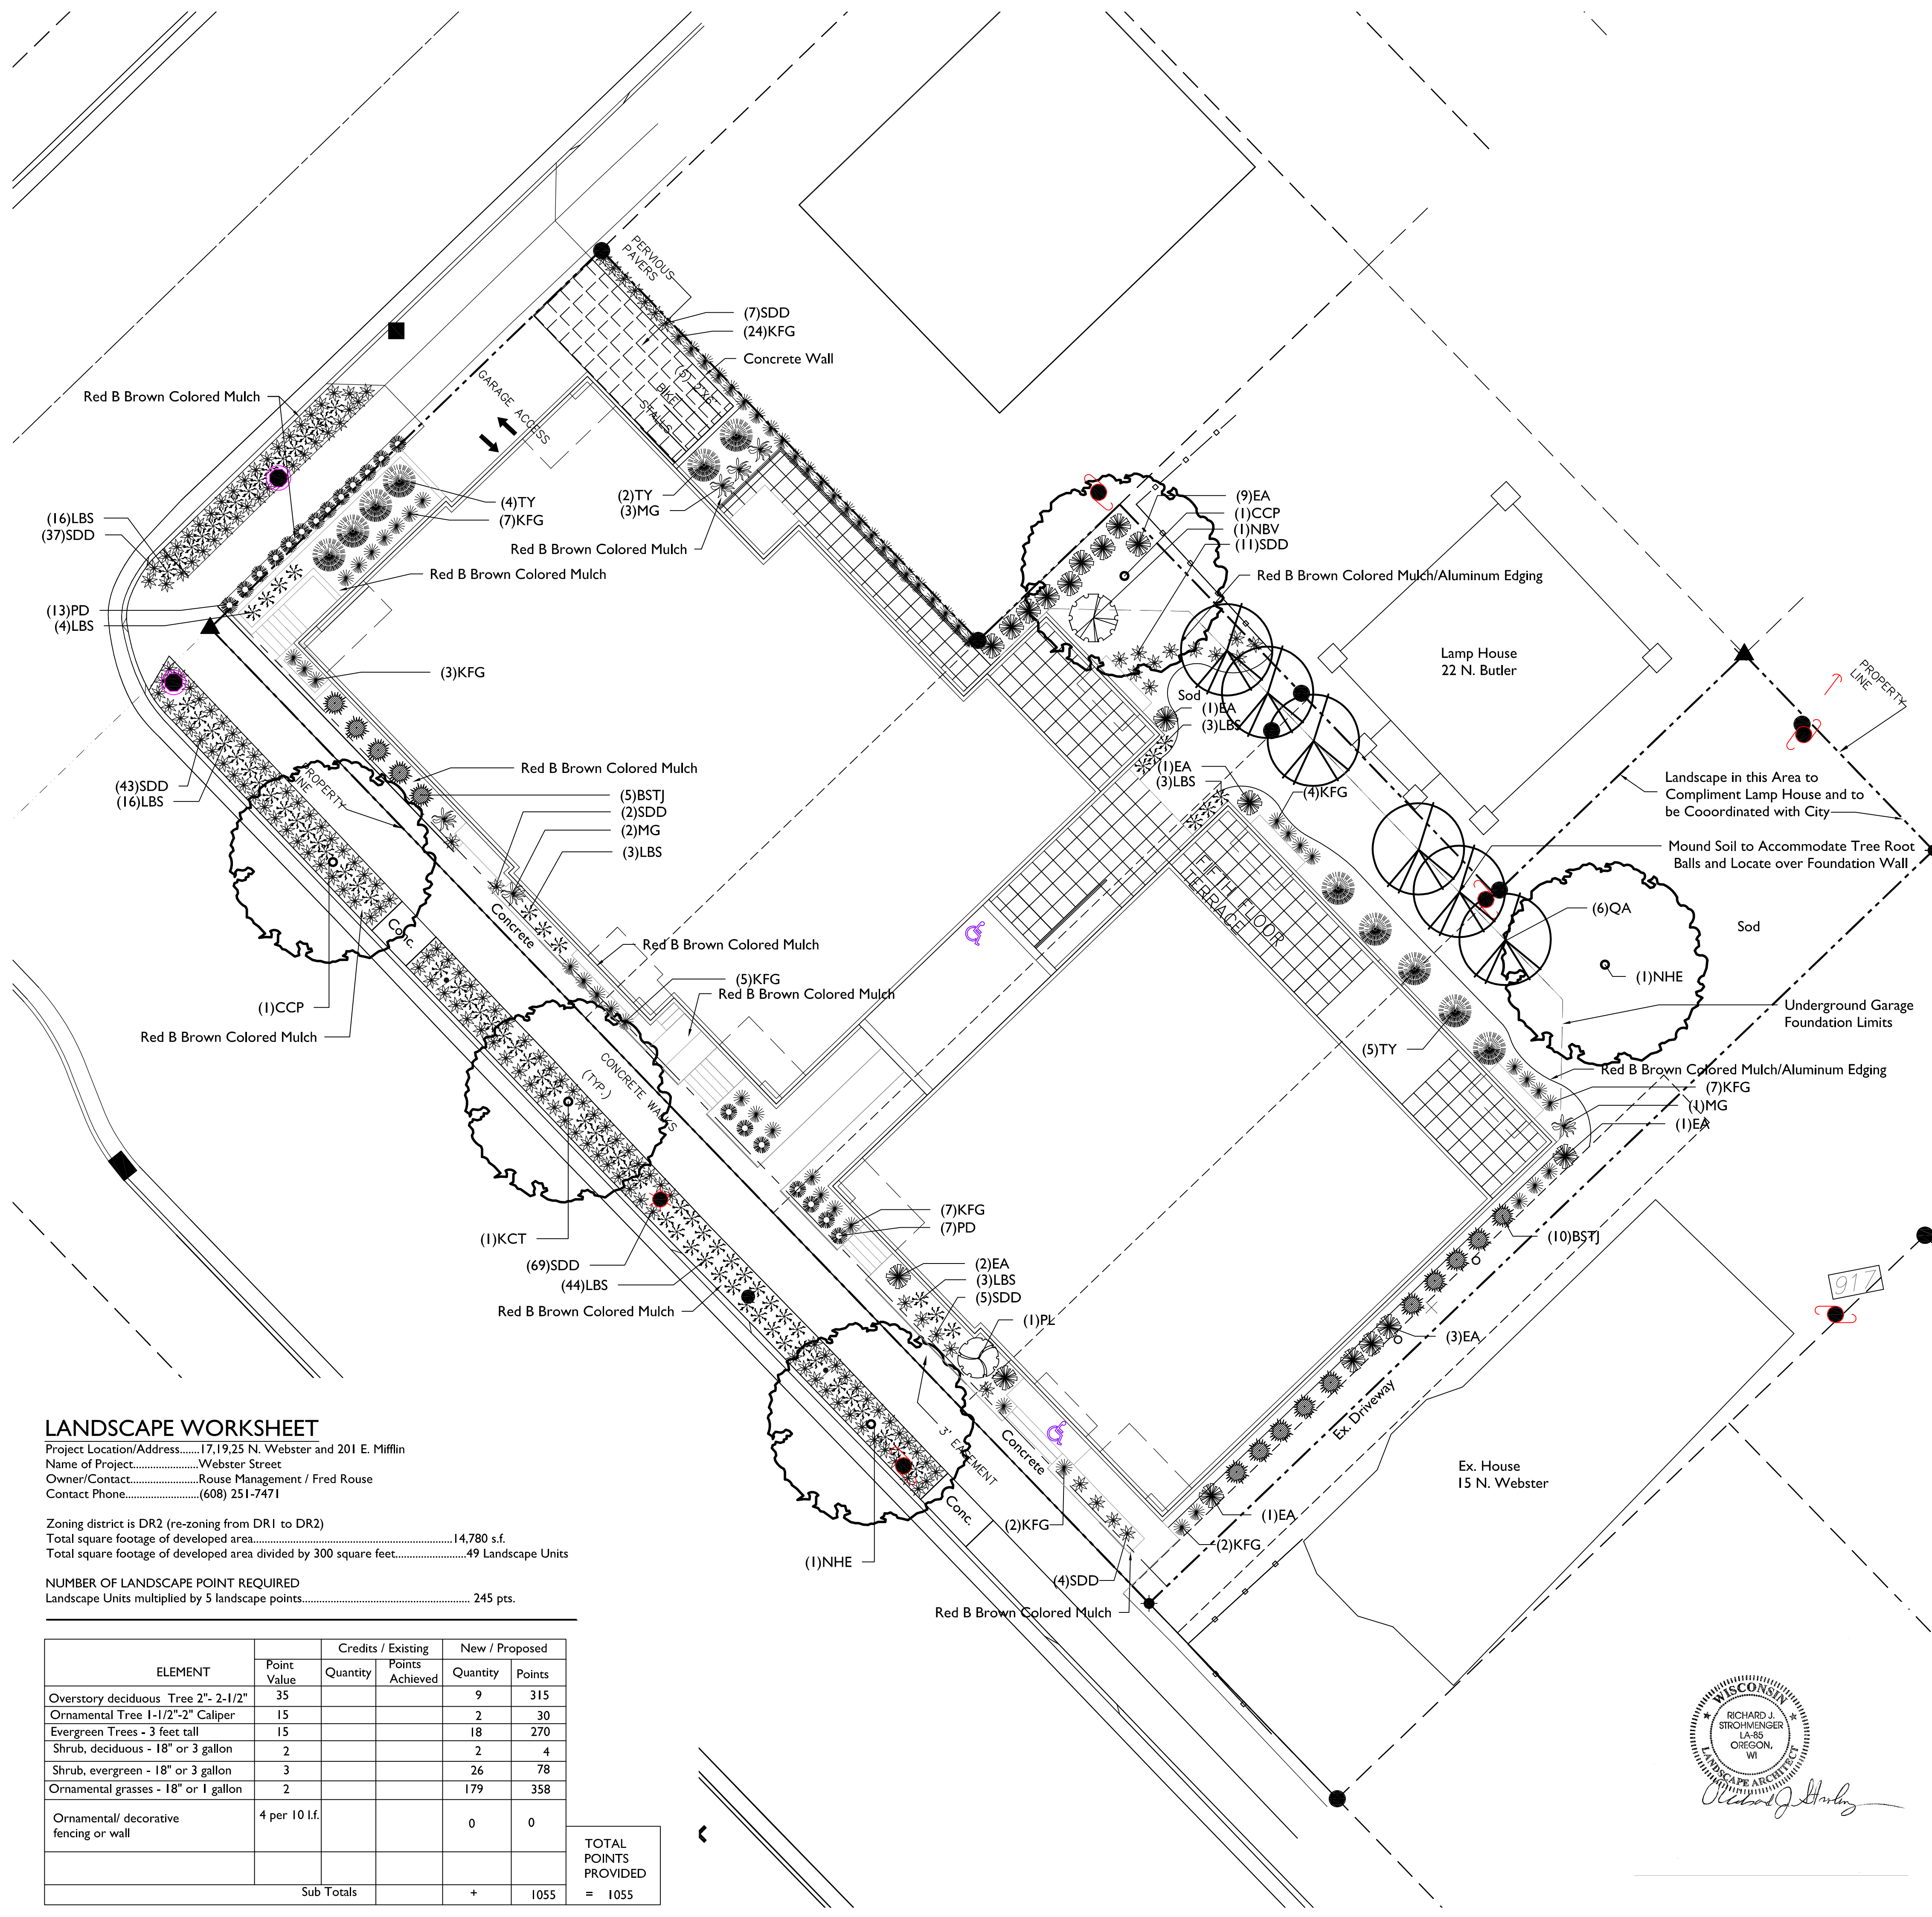 PERVIOUS
PAVERS
(7)SDD
(24)KFG
Concrete Wall
(5) 2'X6'
BIKE
STALLS
GARAGE ACCESS
Red B Brown Colored Mulch
(16)LBS
(37)SDD
(4)TY
(7)KFG
(2)TY
(3)MG
Red B Brown Colored Mulch
Red B Brown Colored Mulch
(13)PD
(4)LBS
(3)KFG
(9)EA
(1)CCP
(1)NBV
(11)SDD
Red B Brown Colored Mulch/Aluminum Edging
Lamp House
22 N. Butler
PROPERTY
LINE
Sod
(1)EA
(3)LBS
(1)EA
(3)LBS
(4)KFG
Landscape in this Area to
Compliment Lamp House and to
be Cooordinated with City
Mound Soil to Accommodate Tree Root
Balls and Locate over Foundation Wall
(43)SDD
(16)LBS
PROPERTY
LINE
Red B Brown Colored Mulch
(5)BSTJ
(2)SDD
(2)MG
(3)LBS
Concrete
Conc.
FIFTH FLOOR
TERRACE
(6)QA
Sod
(1)NHE
Underground Garage
Foundation Limits
(1)CCP
Red B Brown Colored Mulch
Red B Brown Colored Mulch
(5)KFG
Red B Brown Colored Mulch
CONCRETE WALKS
(TYP.)
(5)TY
Red B Brown Colored Mulch/Aluminum Edging
(7)KFG
(1)MG
(1)EA
(1)KCT
(69)SDD
(44)LBS
Red B Brown Colored Mulch
(7)KFG
(7)PD
(2)EA
(3)LBS
(5)SDD
(1)PL
(10)BSTJ
(3)EA
917
Ex. Driveway
3' EASEMENT
Concrete
Conc.
Ex. House
15 N. Webster
(1)EA
(2)KFG
(2)KFG
(1)NHE
(4)SDD
Red B Brown Colored Mulch
LANDSCAPE WORKSHEET
Project Location/Address.......17,19,25 N. Webster and 201 E. Mifflin
Name of Project......................Webster Street
Owner/Contact.......................Rouse Management / Fred Rouse
Contact Phone.........................(608) 251-7471
Zoning district is DR2 (re-zoning from DR1 to DR2)
Total square footage of developed area.....................................................................14,780 s.f.
Total square footage of developed area divided by 300 square feet.........................49 Landscape Units
NUMBER OF LANDSCAPE POINT REQUIRED
Landscape Units multiplied by 5 landscape points.......................................................... 245 pts.
ELEMENT Point Value Credits / Existing New / Proposed
Quantity Points Achieved Quantity Points
Overstory deciduous Tree 2"- 2-1/2" 35 9 315
Ornamental Tree 1-1/2"-2" Caliper 15 2 30
Evergreen Trees - 3 feet tall 15 18 270
Shrub, deciduous - 18" or 3 gallon 2 2 4
Shrub, evergreen - 18" or 3 gallon 3 26 78
Ornamental grasses - 18" or 1 gallon 2 179 358
Ornamental/ decorative
fencing or wall 4 per 10 l.f. 0 0
Sub Totals + 1055
TOTAL
POINTS
PROVIDED
= 1055
WISCONSIN
RICHARD J.
STROHMENGER
LA-85
OREGON,
WI
LANDSCAPE ARCHITECT